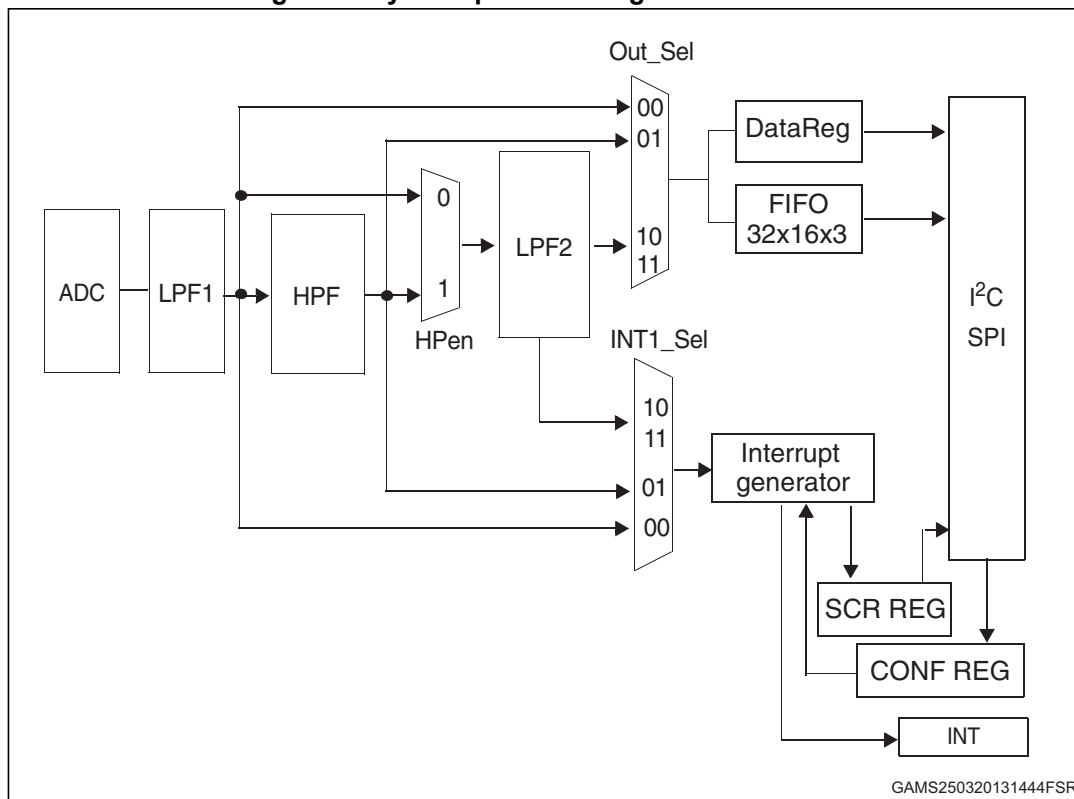 Out_Sel
00
01
10
11
DataReg
FIFO
32x16x3
I²C
SPI
0
1
HPen
ADC
LPF1
HPF
LPF2
INT1_Sel
10
11
01
00
Interrupt
generator
SCR REG
CONF REG
INT
GAMS250320131444FSR